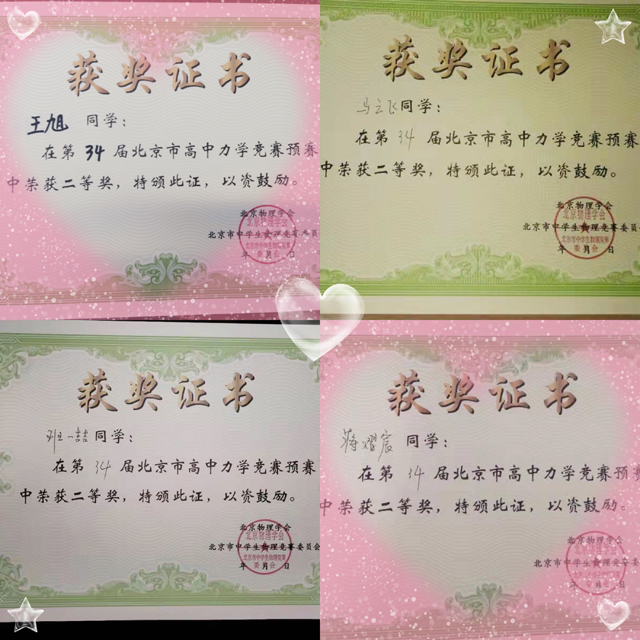 获奖证书
王旭 同学：
在第 34 届北京市高中力学竞赛预赛
中荣获二等奖，特颁此证，以资鼓励。
北京物理学会
北京市中学生物理竞赛委员会
年 月 日
获奖证书
马云飞同学：
在第 34 届北京市高中力学竞赛预赛
中荣获二等奖，特颁此证，以资鼓励。
北京物理学会
北京市中学生物理竞赛委员会
年 月 日
获奖证书
班一喆同学：
在第 34 届北京市高中力学竞赛预赛
中荣获二等奖，特颁此证，以资鼓励。
北京物理学会
北京市中学生物理竞赛委员会
年 月 日
获奖证书
蒋熠宸 同学：
在第 34 届北京市高中力学竞赛预赛
中荣获二等奖，特颁此证，以资鼓励。
北京物理学会
北京市中学生物理竞赛委
年 月 日